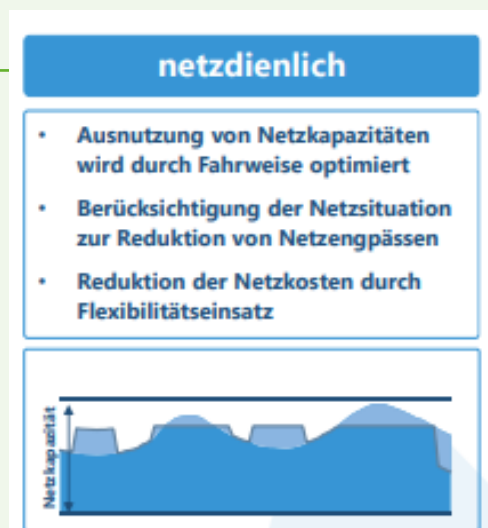 netzdienlich
• Ausnutzung von Netzkapazitäten
wird durch Fahrweise optimiert
• Berücksichtigung der Netzsituation
zur Reduktion von Netzengpässen
• Reduktion der Netzkosten durch
Flexibilitätseinsatz
Netzkapazität